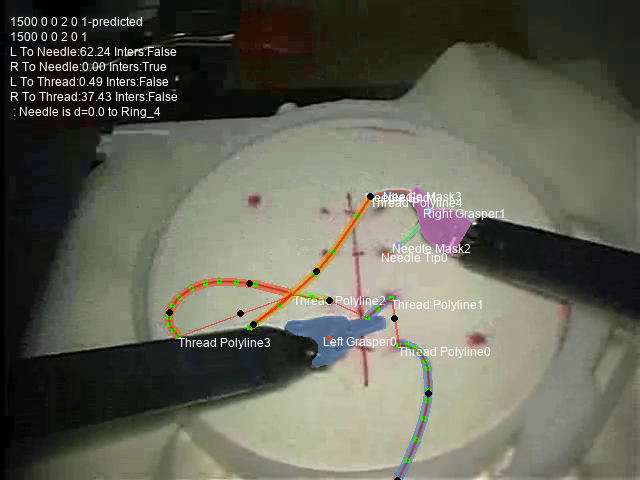 1500 0 0 2 0 1-predicted
1500 0 0 2 0 1
L To Needle:62.24 Inters:False
R To Needle:0.00 Inters:True
L To Thread:0.49 Inters:False
R To Thread:37.43 Inters:False
: Needle is d=0.0 to Ring_4
Needle Mask3
Thread Polyline4
Right Grasper1
Needle Mask2
Needle Tip0
Thread Polyline2
Thread Polyline1
Thread Polyline3
Left Grasper0
Thread Polyline0